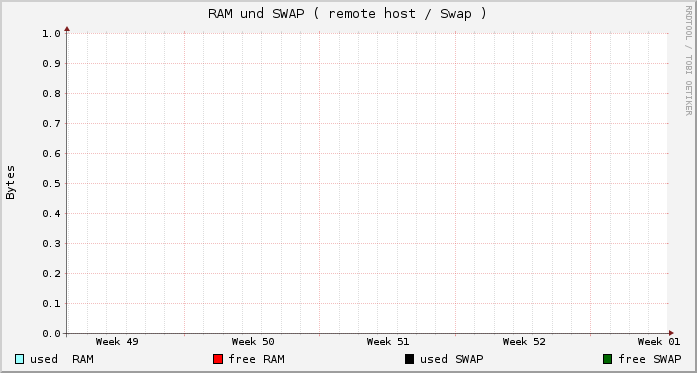 RAM und SWAP ( remote host / Swap )
RRDTOOL / TOBI OETIKER
Bytes
1.0
0.9
0.8
0.7
0.6
0.5
0.4
0.3
0.2
0.1
0.0
Week 49 Week 50 Week 51 Week 52 Week 01
used RAM free RAM used SWAP free SWAP